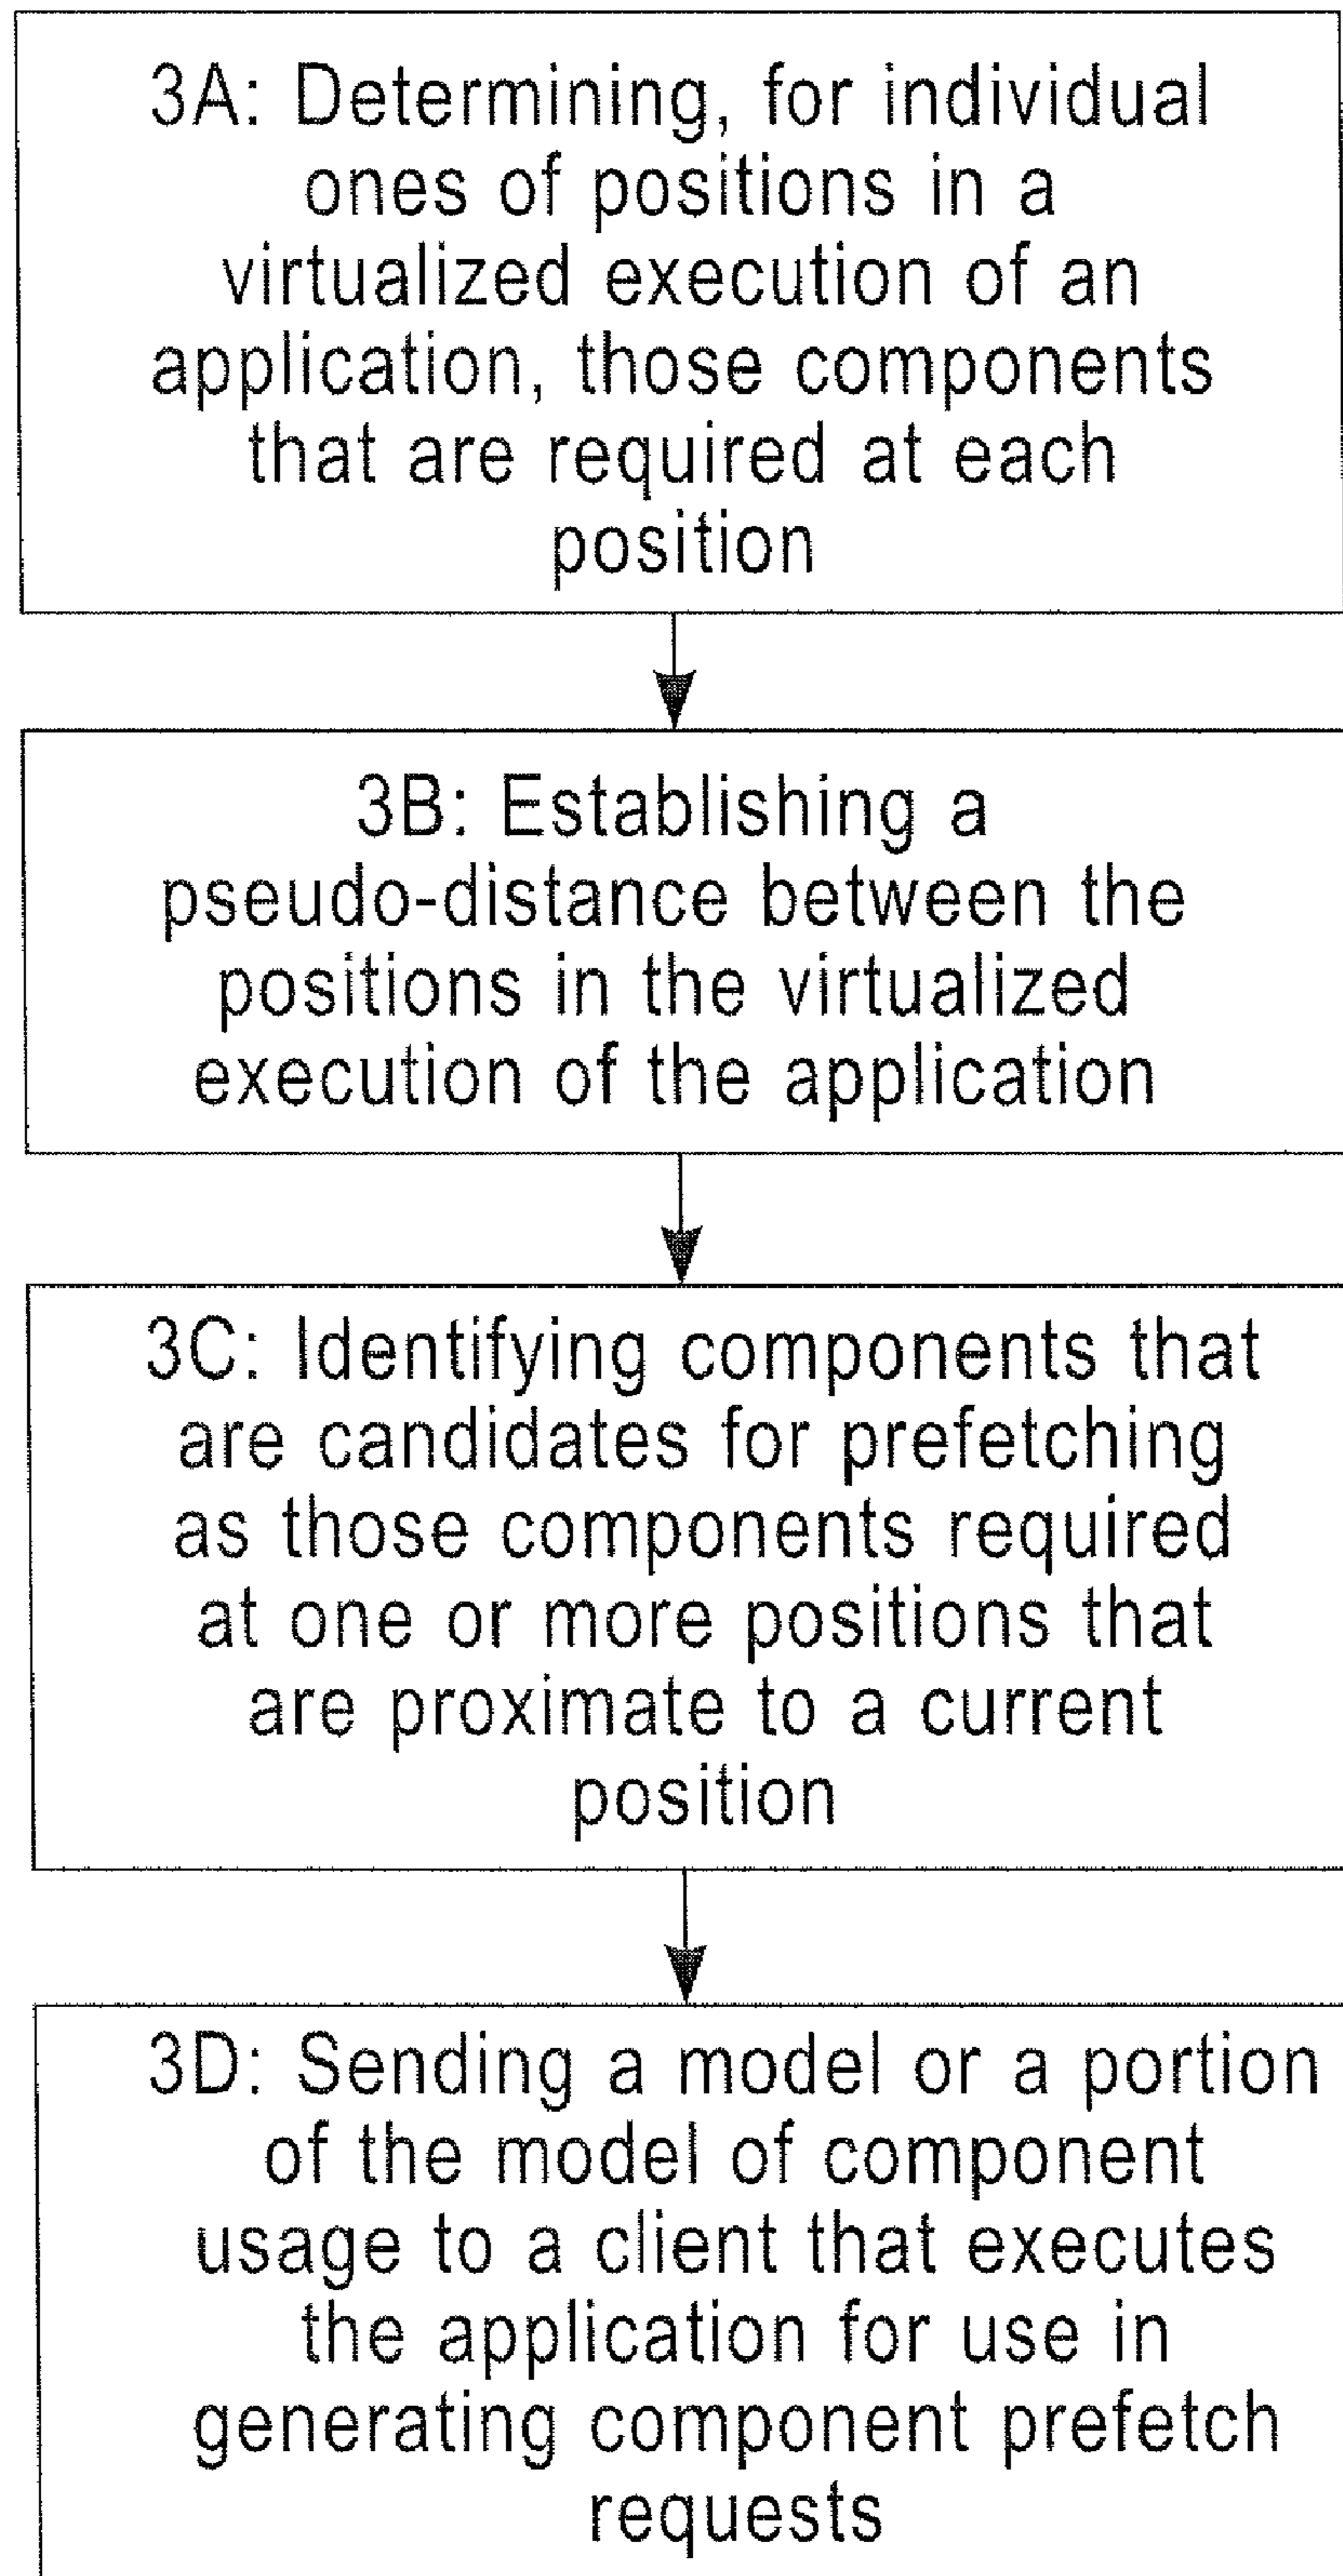 3A: Determining, for individual
ones of positions in a
virtualized execution of an
application, those components
that are required at each
position
3B: Establishing a
pseudo-distance between the
positions in the virtualized
execution of the application
3C: Identifying components that
are candidates for prefetching
as those components required
at one or more positions that
are proximate to a current
position
3D: Sending a model or a portion
of the model of component
usage to a client that executes
the application for use in
generating component prefetch
requests